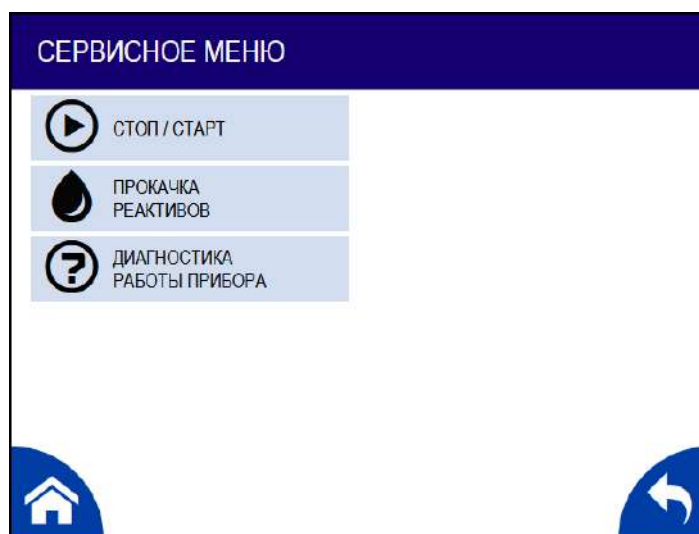 СЕРВИСНОЕ МЕНЮ
СТОП / СТАРТ
ПРОКАЧКА
РЕАКТИВОВ
ДИАГНОСТИКА
РАБОТЫ ПРИБОРА